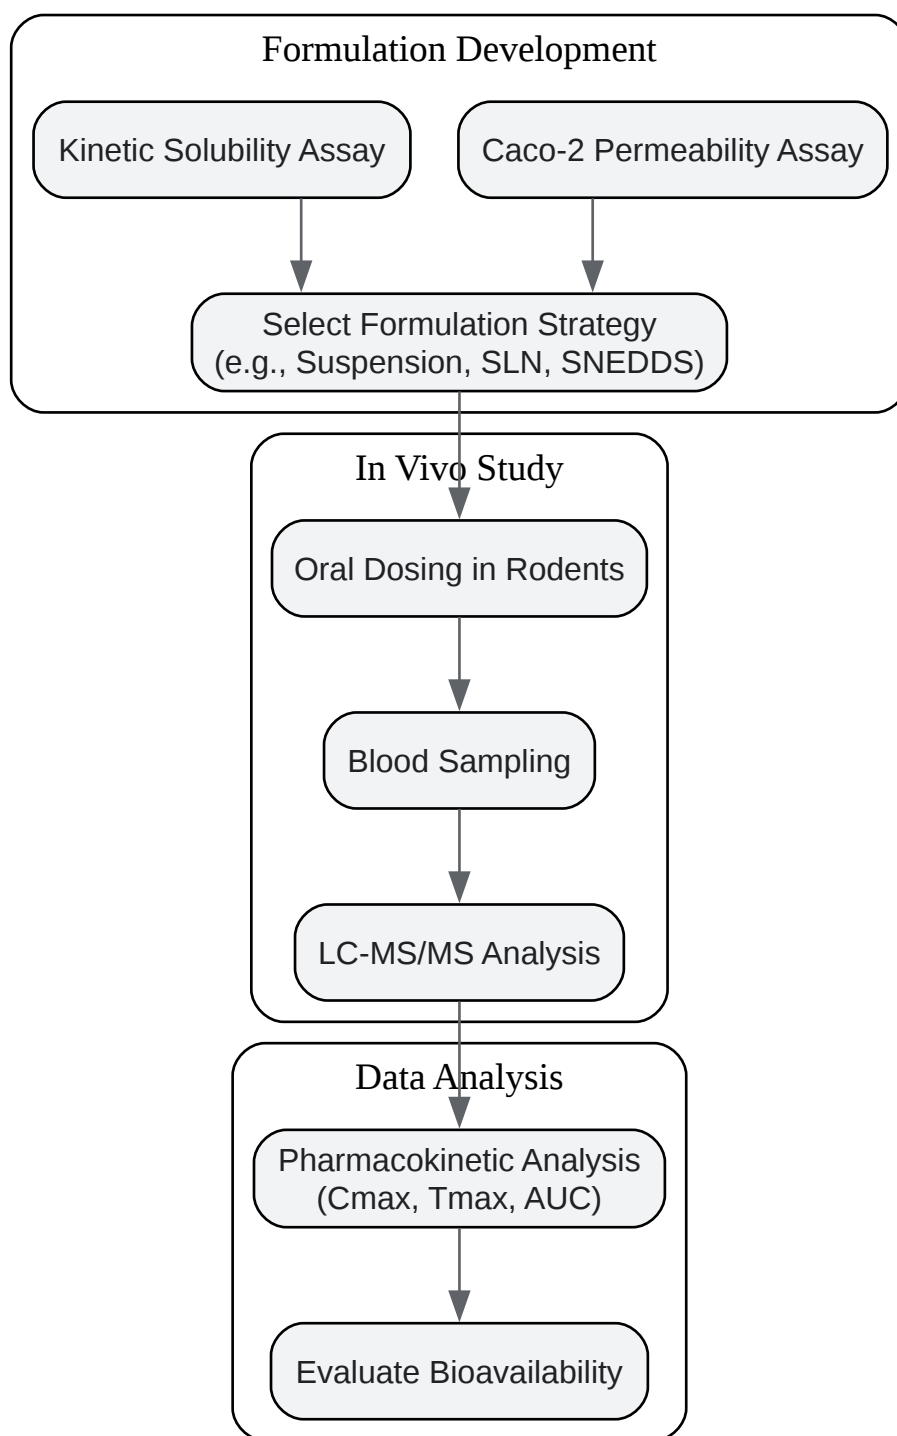 Formulation Development
Kinetic Solubility Assay
Caco-2 Permeability Assay
Select Formulation Strategy
(e.g., Suspension, SLN, SNEDDS)
In Vivo Study
Oral Dosing in Rodents
Blood Sampling
LC-MS/MS Analysis
Data Analysis
Pharmacokinetic Analysis
(Cmax, Tmax, AUC)
Evaluate Bioavailability